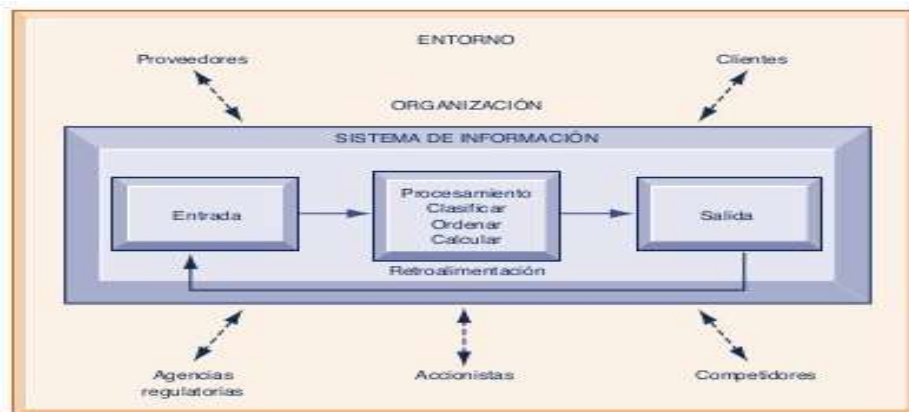 ENTORNO
Proveedores
Clientes
ORGANIZACIÓN
SISTEMA DE INFORMACIÓN
Entrada
Procesamiento
Clasificar
Ordenar
Calcular
Salida
Retroalimentación
Agencias
regulatorias
Accionistas
Competidores